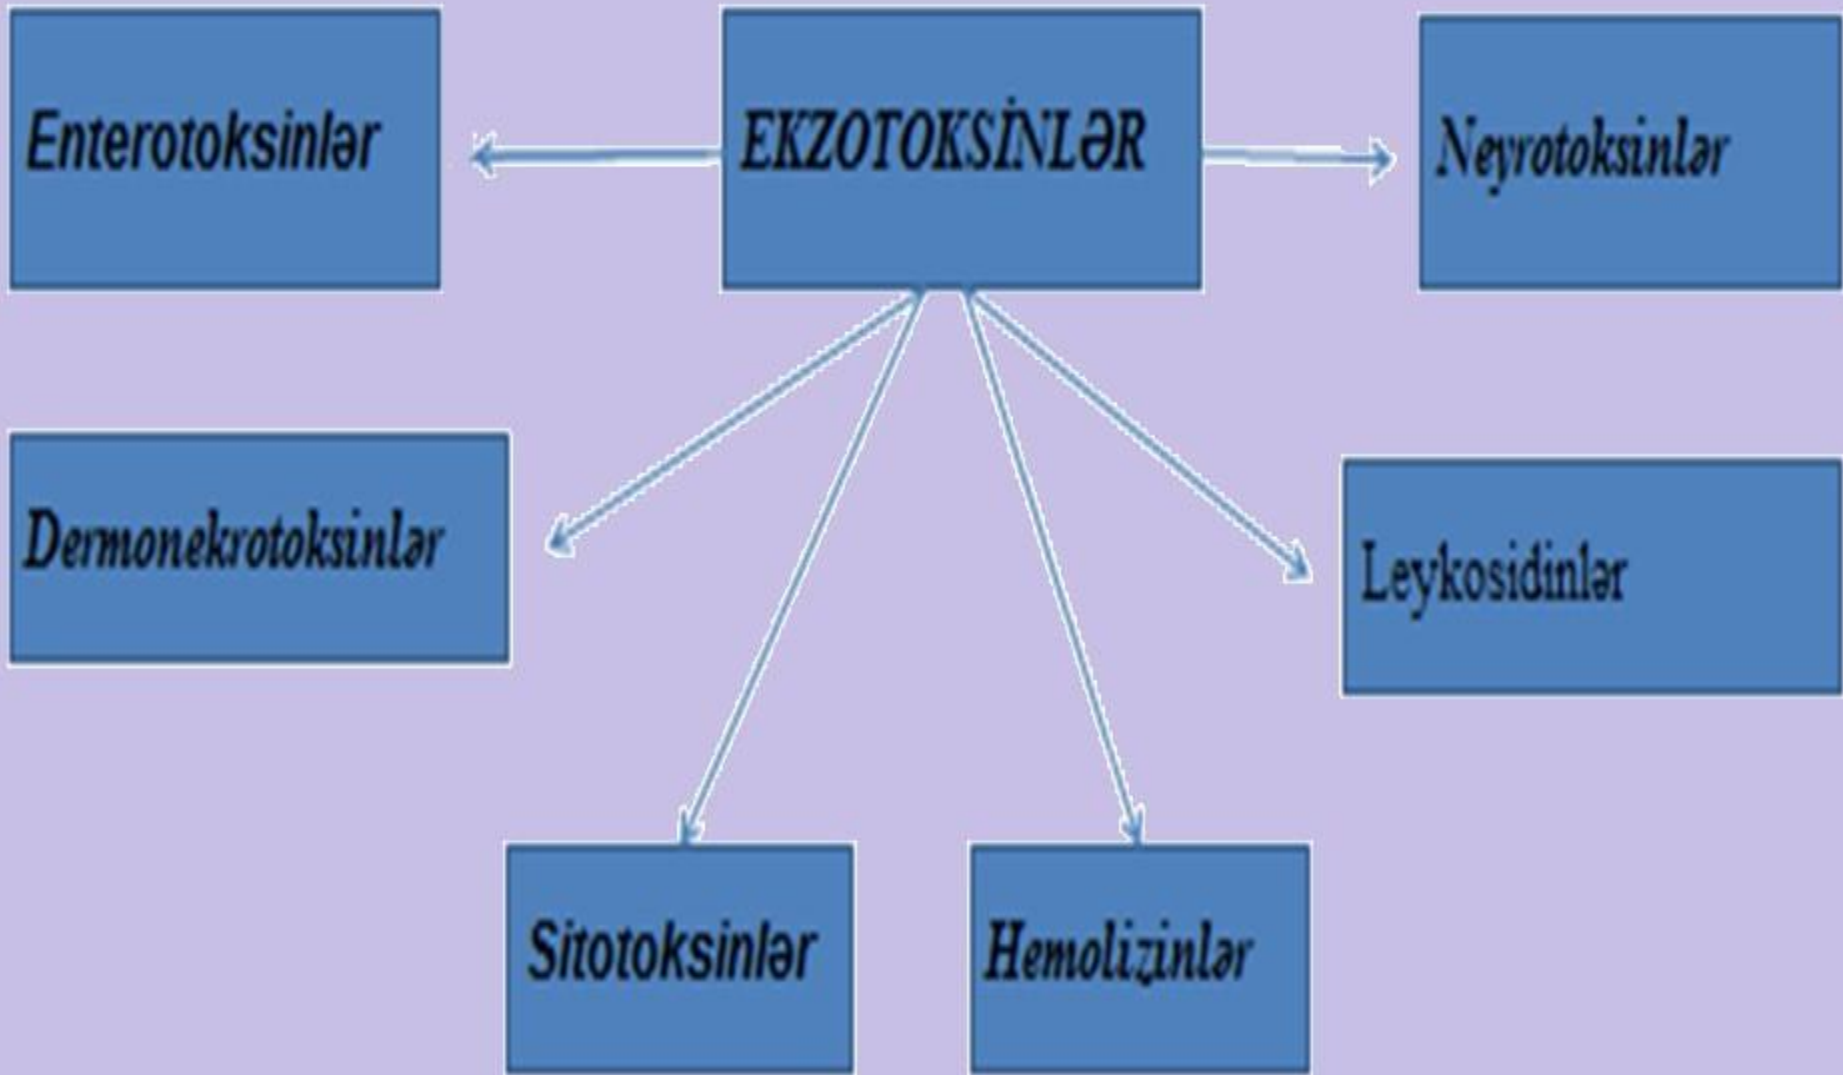 Enterotoksinlər
EKZOTOKSİNLƏR
Neyrotoksinlər
Dermonekrotoksinlər
Leykosidinlər
Sitotoksinlər
Hemolizinlər